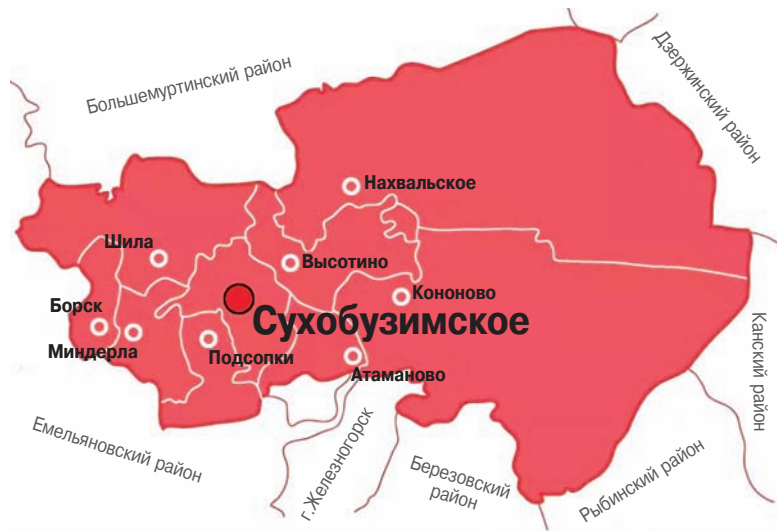 Большемуртинский район
Дзержинский район
Нахвальское
Шила
Высотино
Кононово
Борск
Сухобузимское
Миндерла
Подсопки
Атаманово
Канский район
Емельяновский район
г.Железногорск
Березовский
район
Рыбинский район